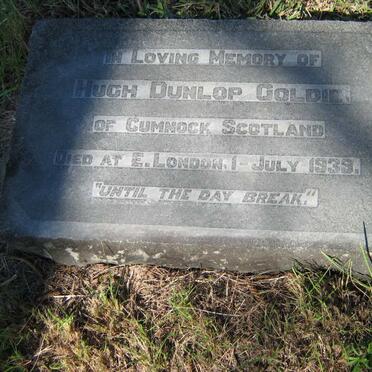 In Loving Memory of
Hugh Dunlop Goldie.
of Cumnock Scotland
Died at E. London. 1 - July 1939.
"Until the day break."